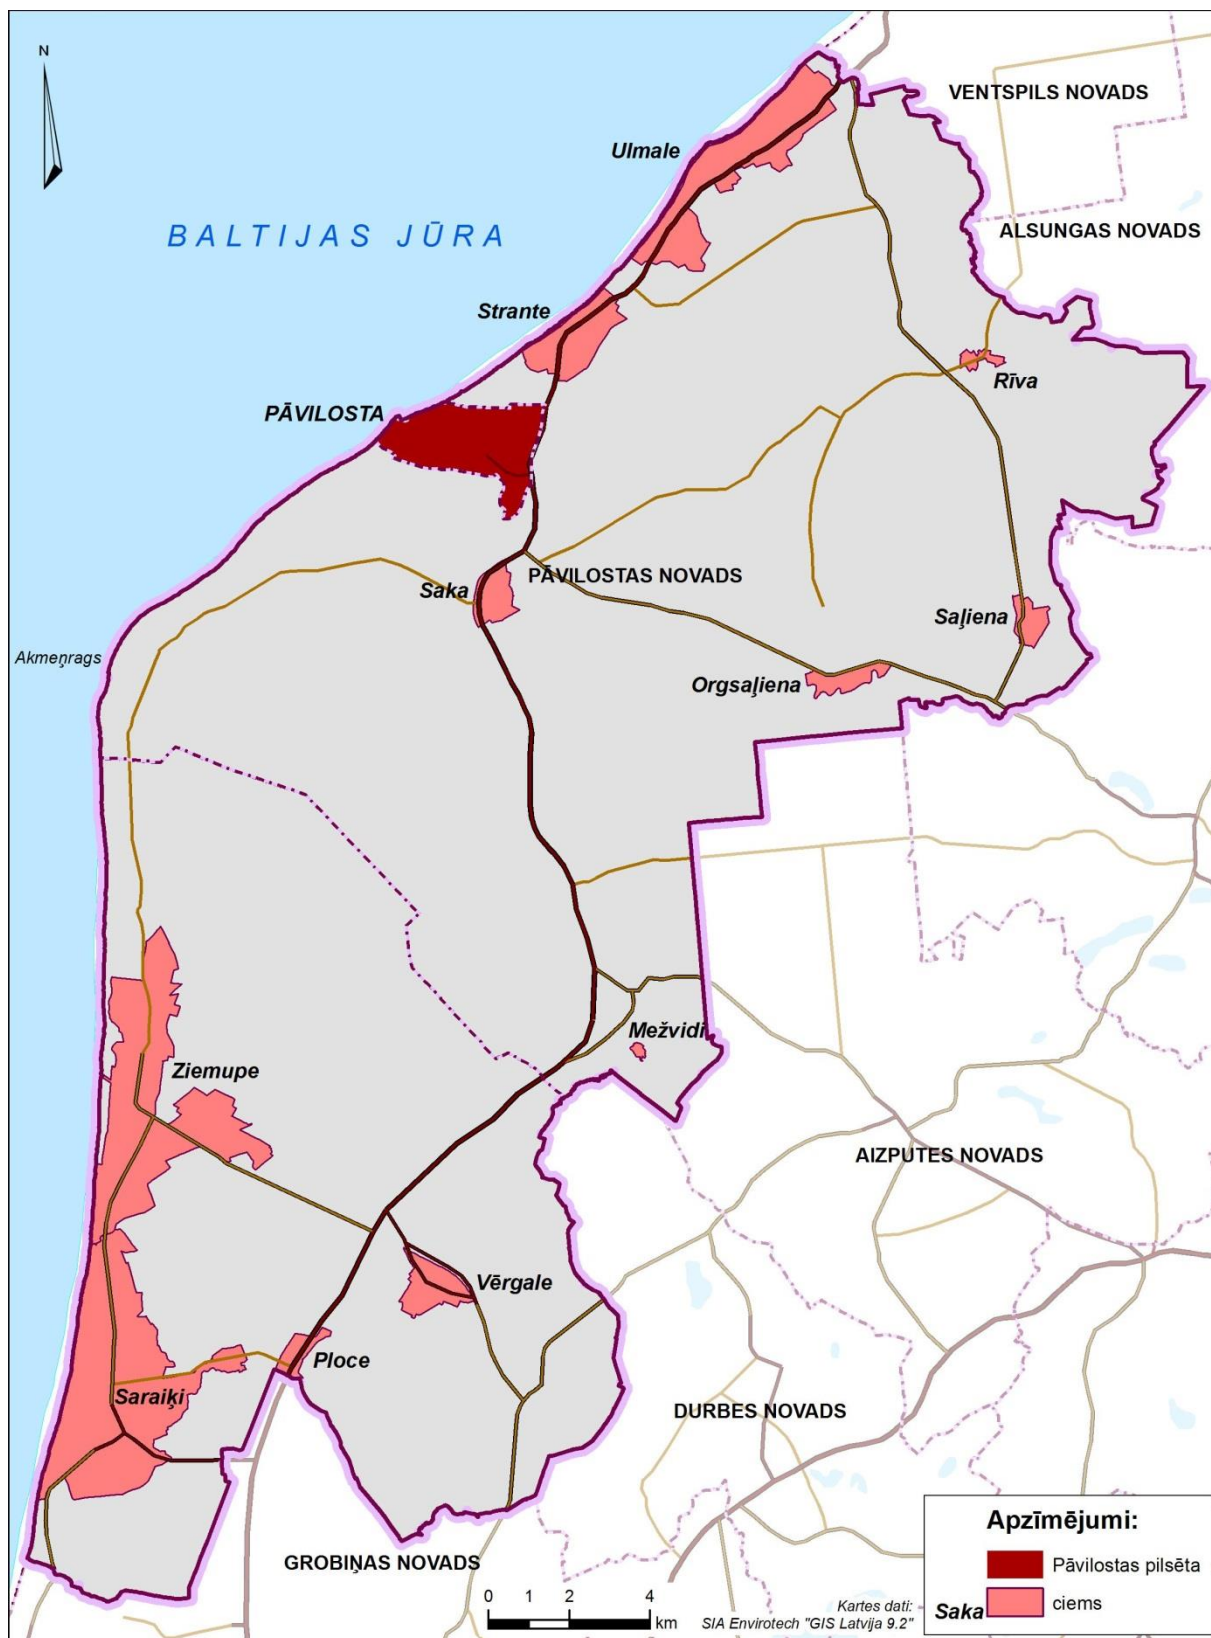 N
VENTSPILS NOVADS
Ulmale
BALTIJAS JŪRA
ALSUNGAS NOVADS
Strante
Rīva
PĀVILOSTA
PĀVILOSTAS NOVADS
Saka
Saļiena
Akmeņrags
Orgsaļiena
Mežvidi
Ziemupe
AIZPUTES NOVADS
Vērgale
Ploce
Saraiķi
DURBES NOVADS
GROBIŅAS NOVADS
Apzīmējumi:
Pāvilostas pilsēta
Saka ciems
0 1 2 4
km
Kartes dati:
SIA Envirotech "GIS Latvija 9.2"